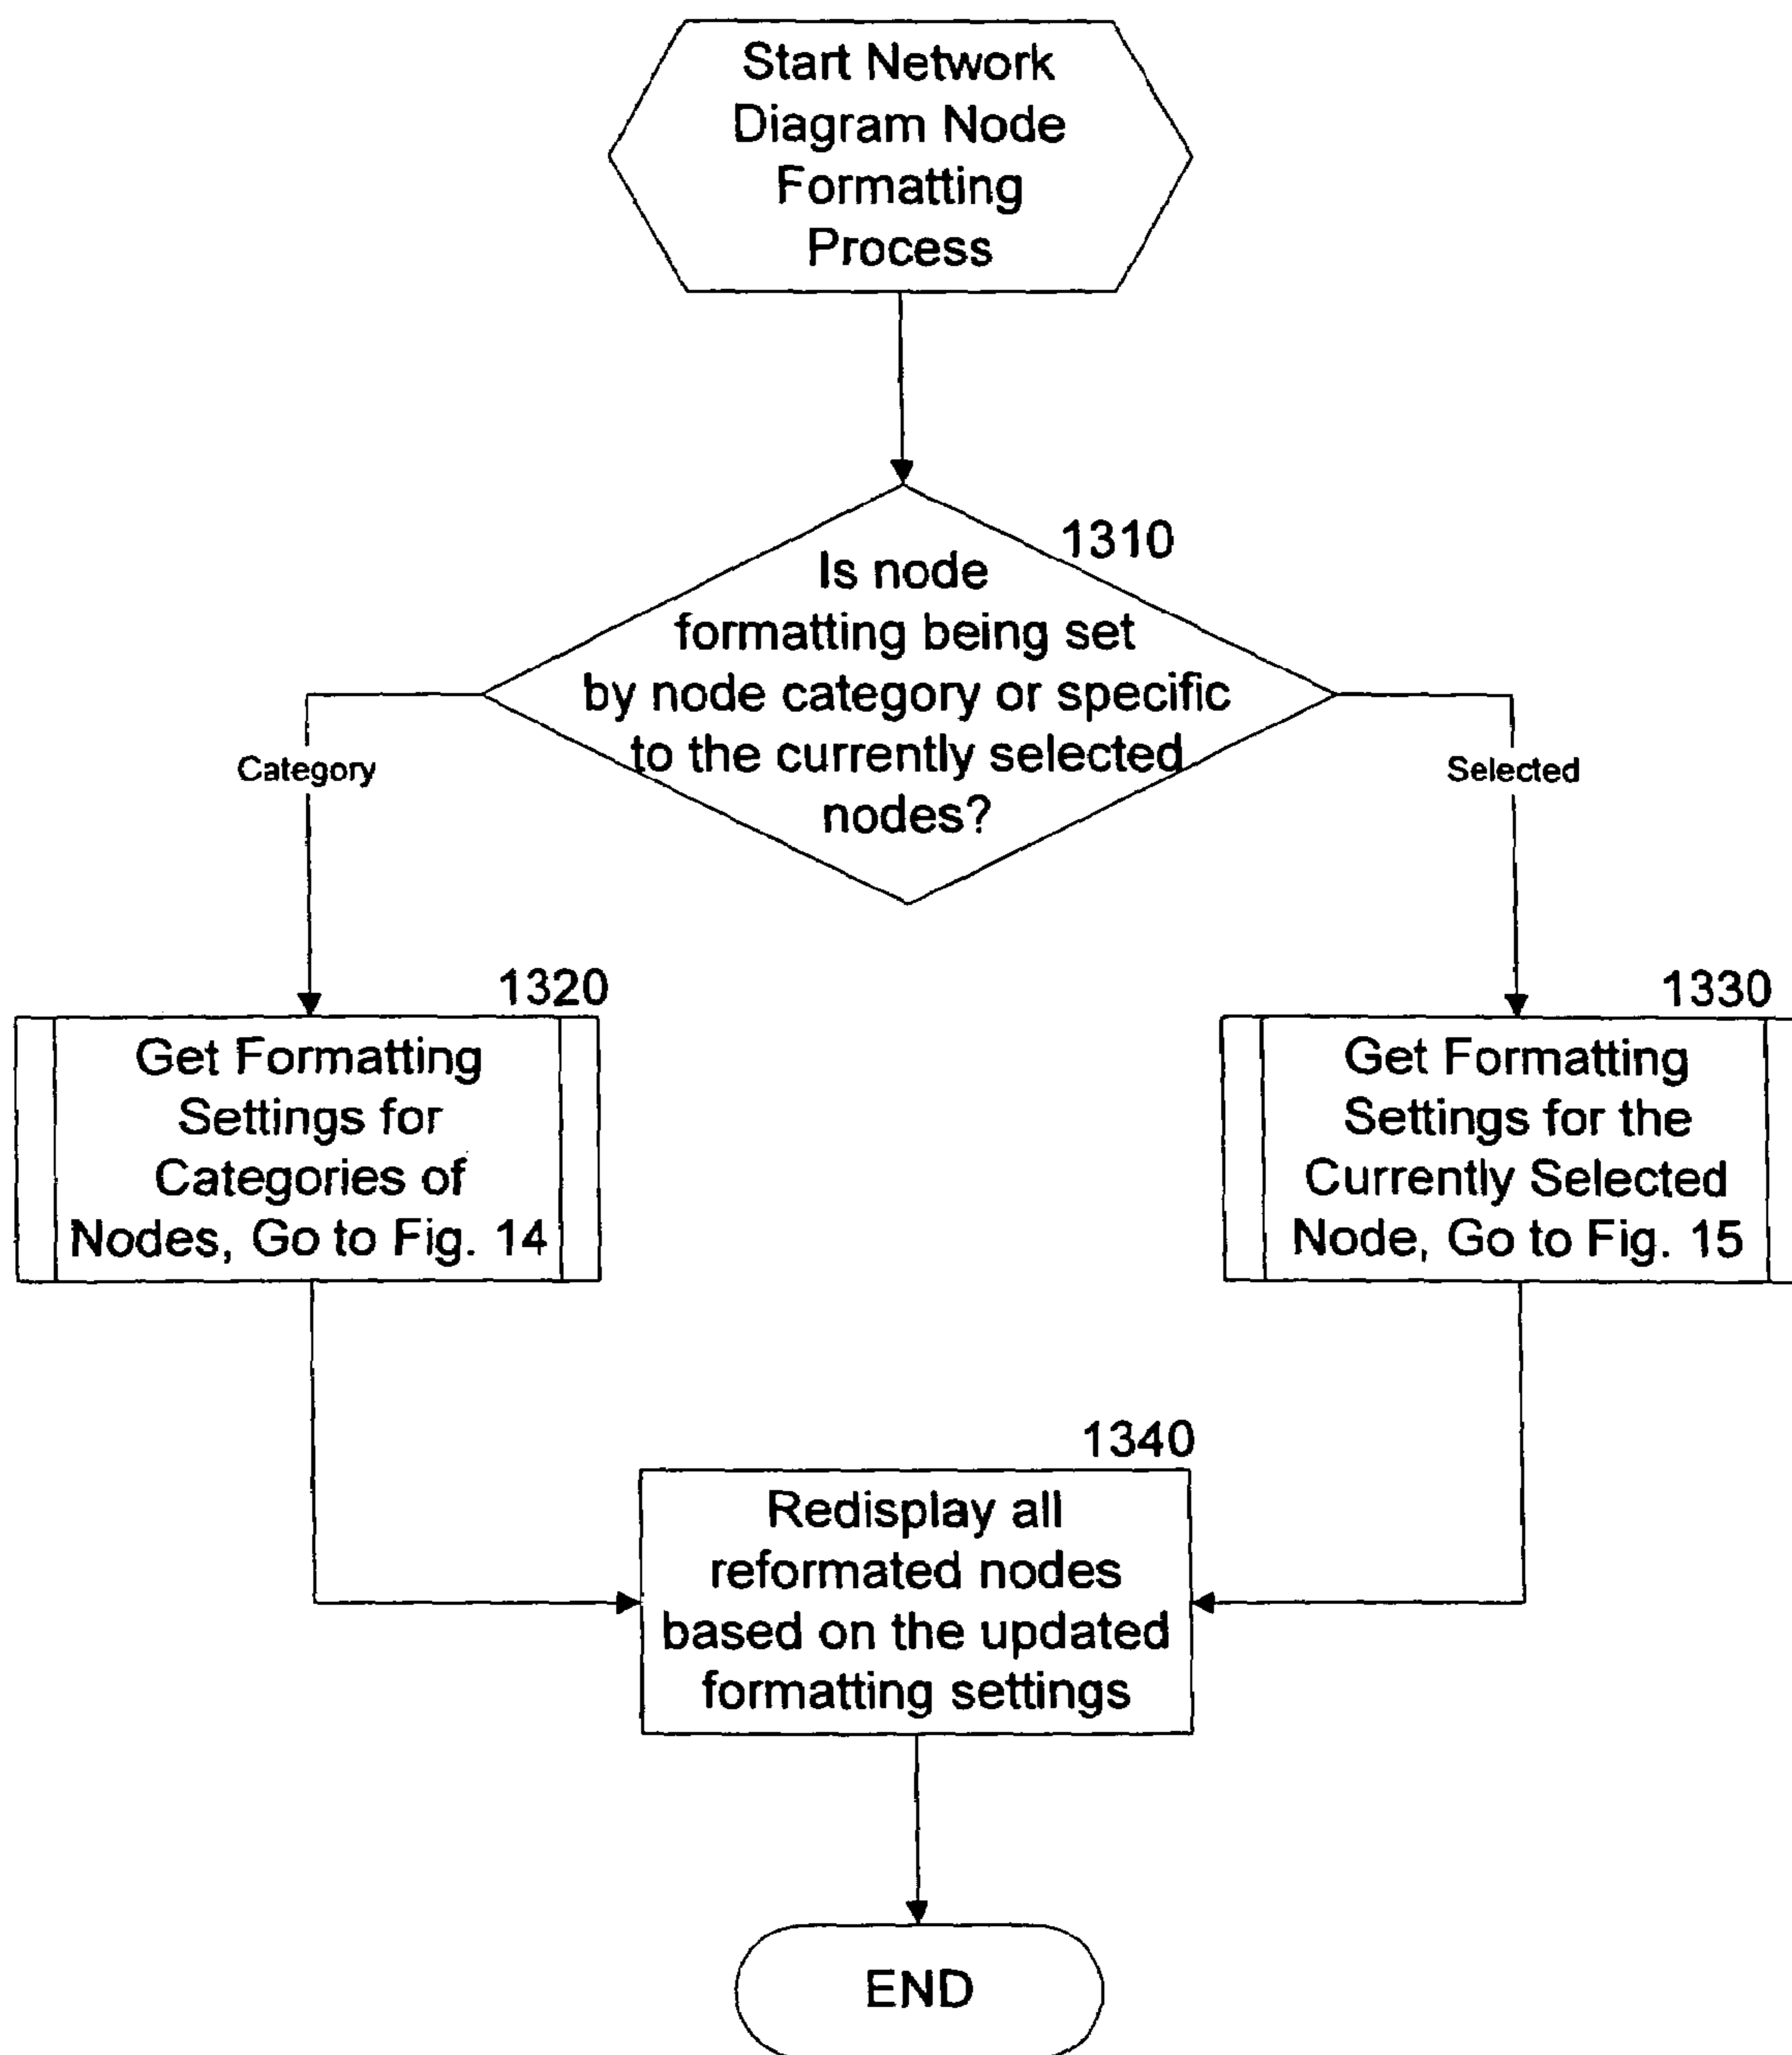 Start Network
Diagram Node
Formatting
Process
1310
Is node
formatting being set
by node category or specific
to the currently selected
nodes?
Category
Selected
1320
Get Formatting
Settings for
Categories of
Nodes, Go to Fig. 14
1330
Get Formatting
Settings for the
Currently Selected
Node, Go to Fig. 15
1340
Redisplay all
reformated nodes
based on the updated
formatting settings
END